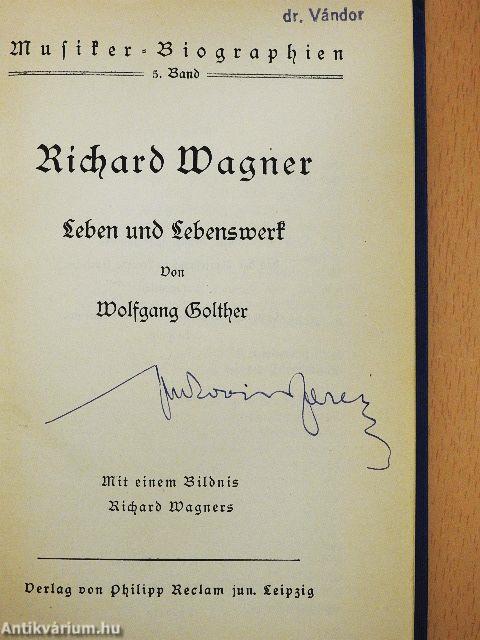 dr. Vándor
Musiker-Biographien
5. Band
Richard Wagner
Leben und Lebenswerk
Von
Wolfgang Golther
Mit einem Bildnis
Richard Wagners
Verlag von Philipp Reclam jun. Leipzig
Antikvárium.hu